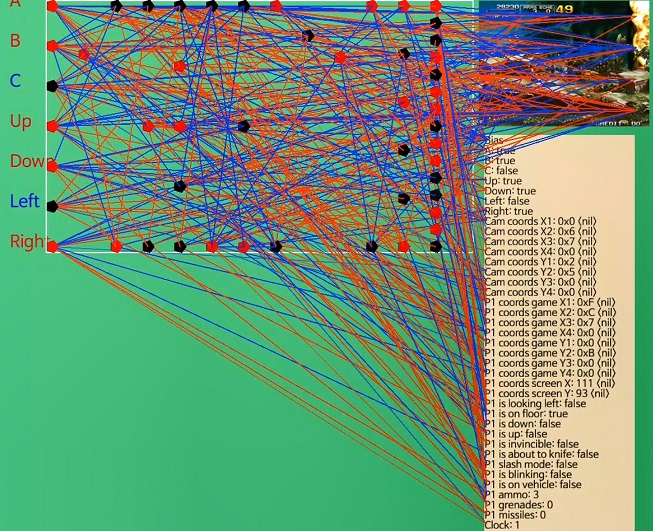 A
B
C
Up
Down
Left
Right
28230
49
Bias
A: true
B: true
C: false
Up: true
Down: true
Left: false
Right: true
Cam coords X1: 0x0 (nil)
Cam coords X2: 0x6 (nil)
Cam coords X3: 0x7 (nil)
Cam coords X4: 0x0 (nil)
Cam coords Y1: 0x2 (nil)
Cam coords Y2: 0x5 (nil)
Cam coords Y3: 0x0 (nil)
Cam coords Y4: 0x0 (nil)
P1 coords game X1: 0xF (nil)
P1 coords game X2: 0xC (nil)
P1 coords game X3: 0x7 (nil)
P1 coords game X4: 0x0 (nil)
P1 coords game Y1: 0x0 (nil)
P1 coords game Y2: 0xB (nil)
P1 coords game Y3: 0x0 (nil)
P1 coords game Y4: 0x0 (nil)
P1 coords screen X: 111 (nil)
P1 coords screen Y: 93 (nil)
P1 is looking left: false
P1 is on floor: true
P1 is down: false
P1 is up: false
P1 is invincible: false
P1 is about to knife: false
P1 slash mode: false
P1 is blinking: false
P1 is on vehicle: false
P1 ammo: 3
P1 grenades: 0
P1 missiles: 0
Clock: 1